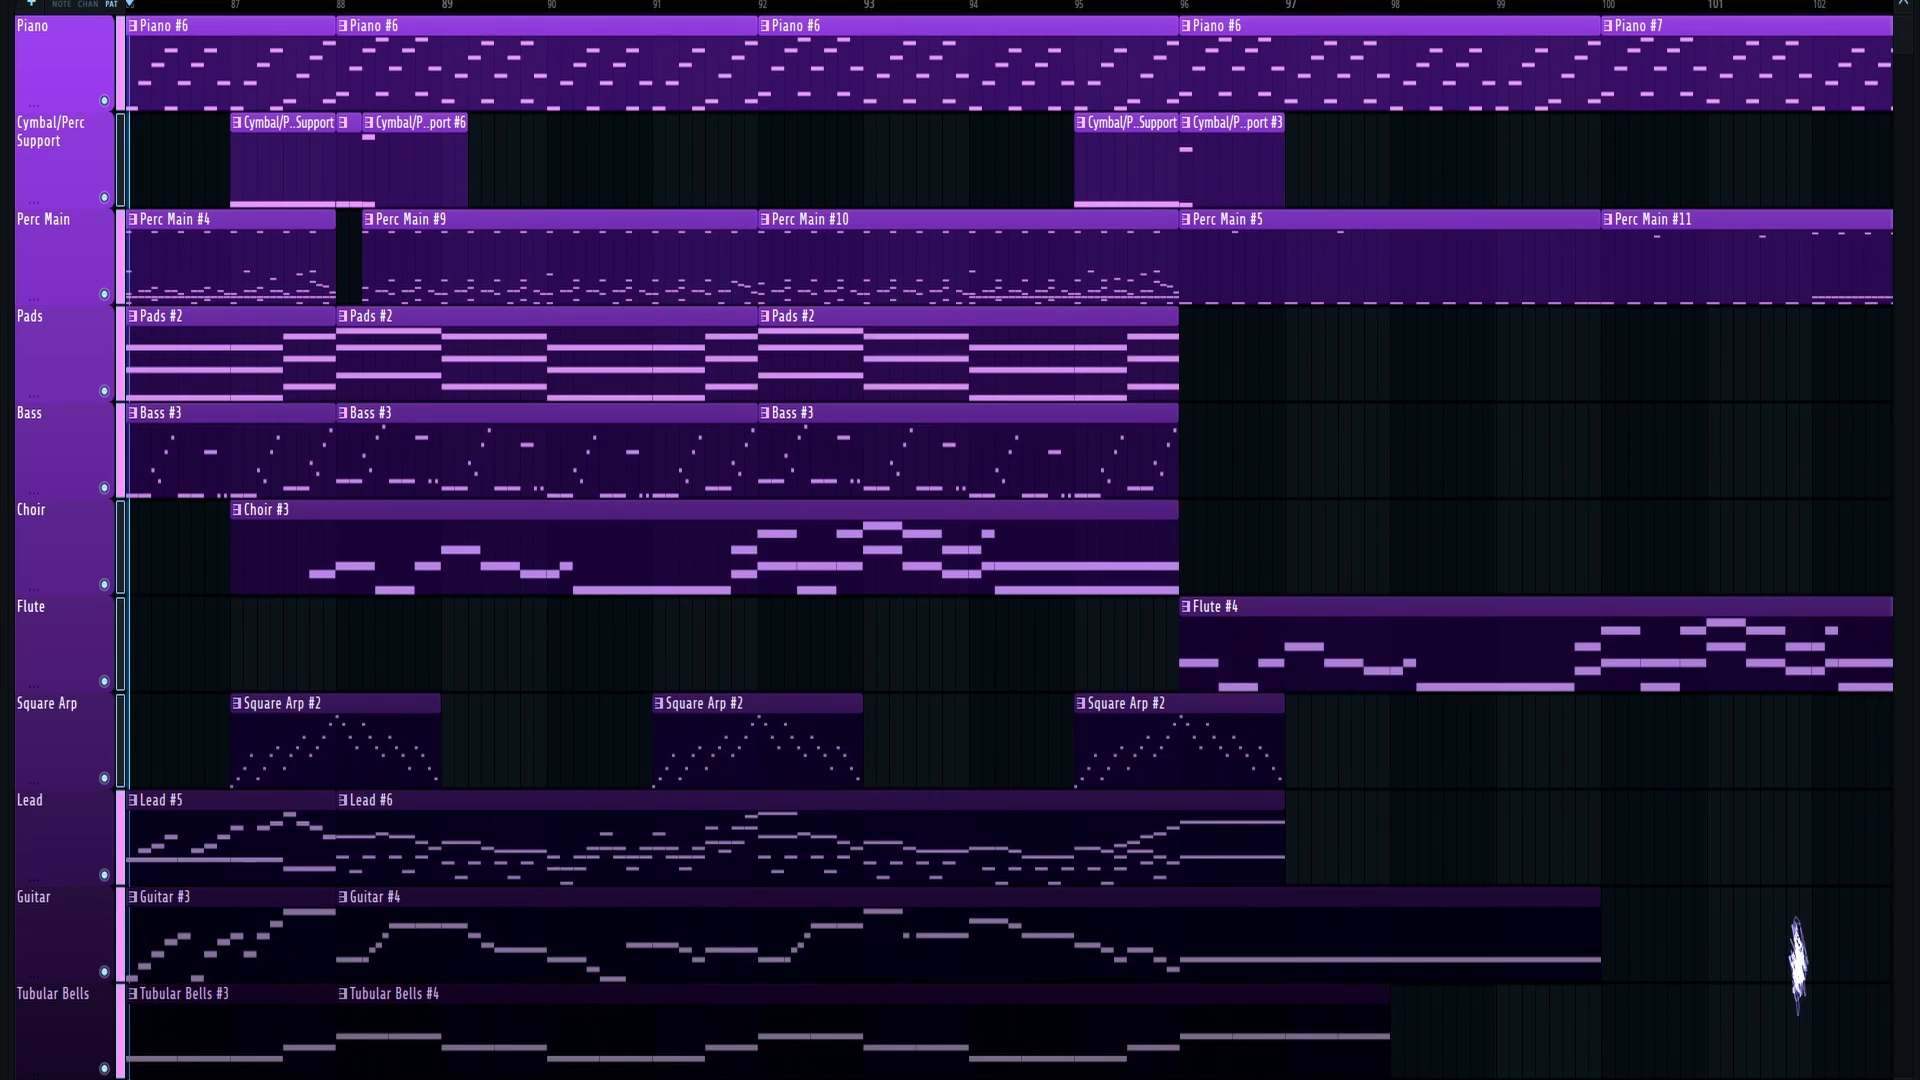 NOTE CHAN PAT
87 88 89 90 91 92 93 94 95 96 97 98 99 100 101 102
Piano
Piano #6
Piano #6
Piano #6
Piano #6
Piano #7
Cymbal/Perc
Support
Cymbal/P..Support
Cymbal/P..port #6
Cymbal/P..Support
Cymbal/P..port #3
Perc Main
Perc Main #4
Perc Main #9
Perc Main #10
Perc Main #5
Perc Main #11
Pads
Pads #2
Pads #2
Pads #2
Bass
Bass #3
Bass #3
Bass #3
Choir
Choir #3
Flute
Flute #4
Square Arp
Square Arp #2
Square Arp #2
Square Arp #2
Lead
Lead #5
Lead #6
Guitar
Guitar #3
Guitar #4
Tubular Bells
Tubular Bells #3
Tubular Bells #4